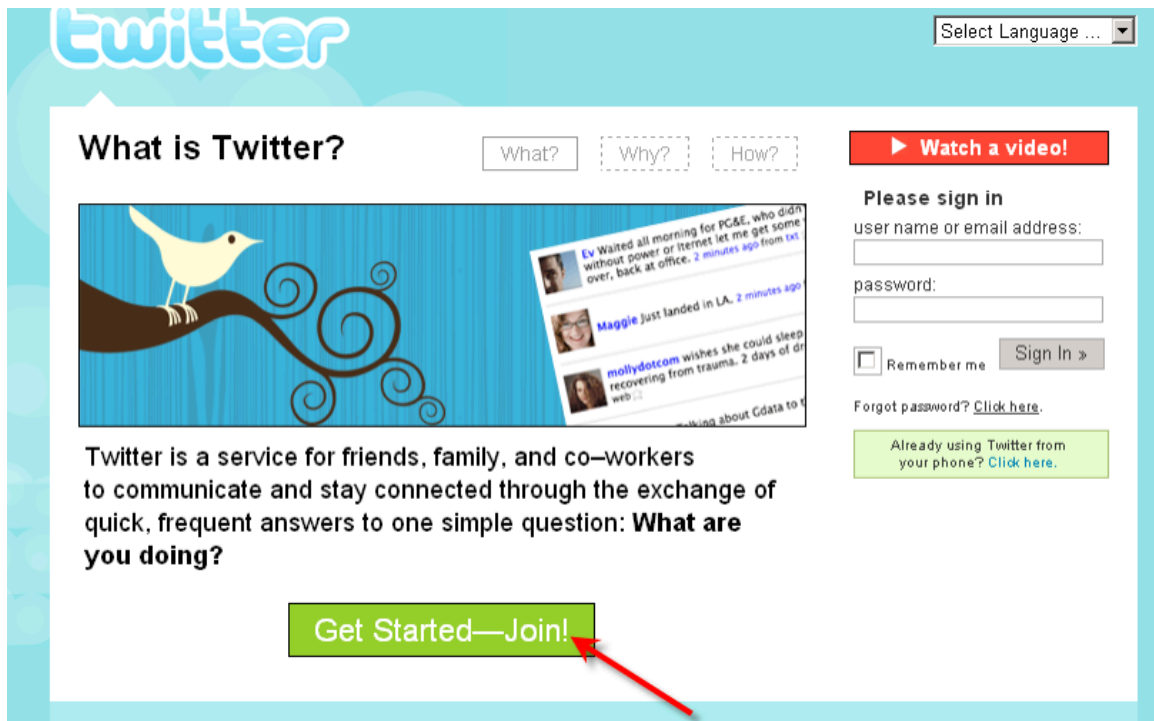 twitter
Select Language ...
What is Twitter?
What?
Why?
How?
Ev Waited all morning for PG&E, who didn
without power or Iternet let me get some
over, back at office. 2 minutes ago from txt
Maggie Just landed in LA. 2 minutes ago
mollydotcom wishes she could sleep
recovering from trauma. 2 days of dr
web
alking about Gdata to t
Twitter is a service for friends, family, and co–workers
to communicate and stay connected through the exchange of
quick, frequent answers to one simple question: What are
you doing?
Get Started—Join!
Watch a video!
Please sign in
user name or email address:
password:
Remember me
Sign In »
Forgot password? Click here.
Already using Twitter from
your phone? Click here.